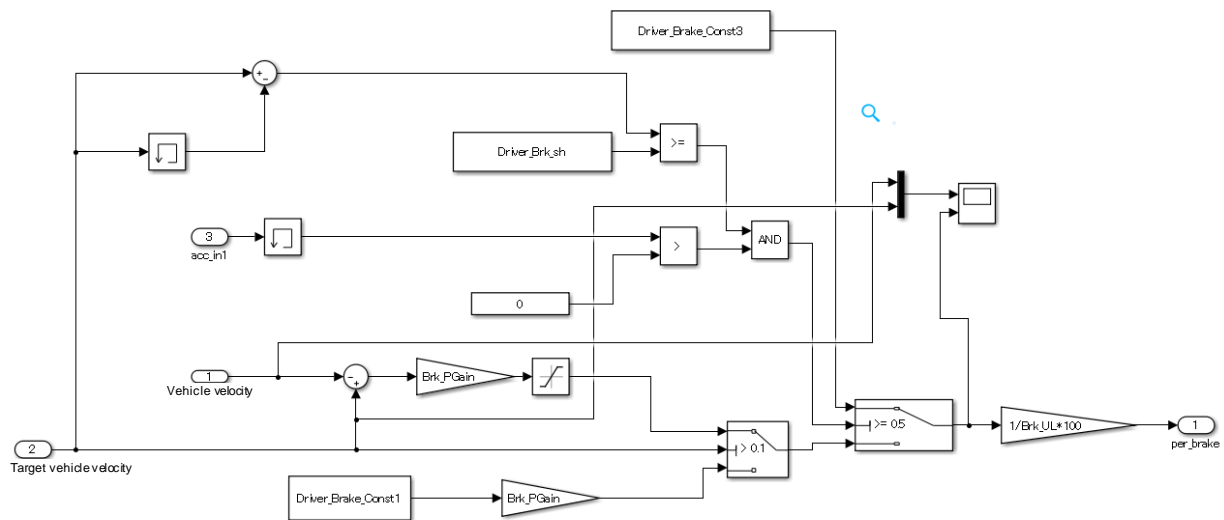 Driver_Brake_Const3
+
-
Driver_Brk_sh
>=
3
acc_in1
>
AND
0
1
Vehicle velocity
-
+
Brk_PGain
>= 0.5
1/Brk_UL*100
1
per_brake
2
Target vehicle velocity
> 0.1
Driver_Brake_Const1
Brk_PGain